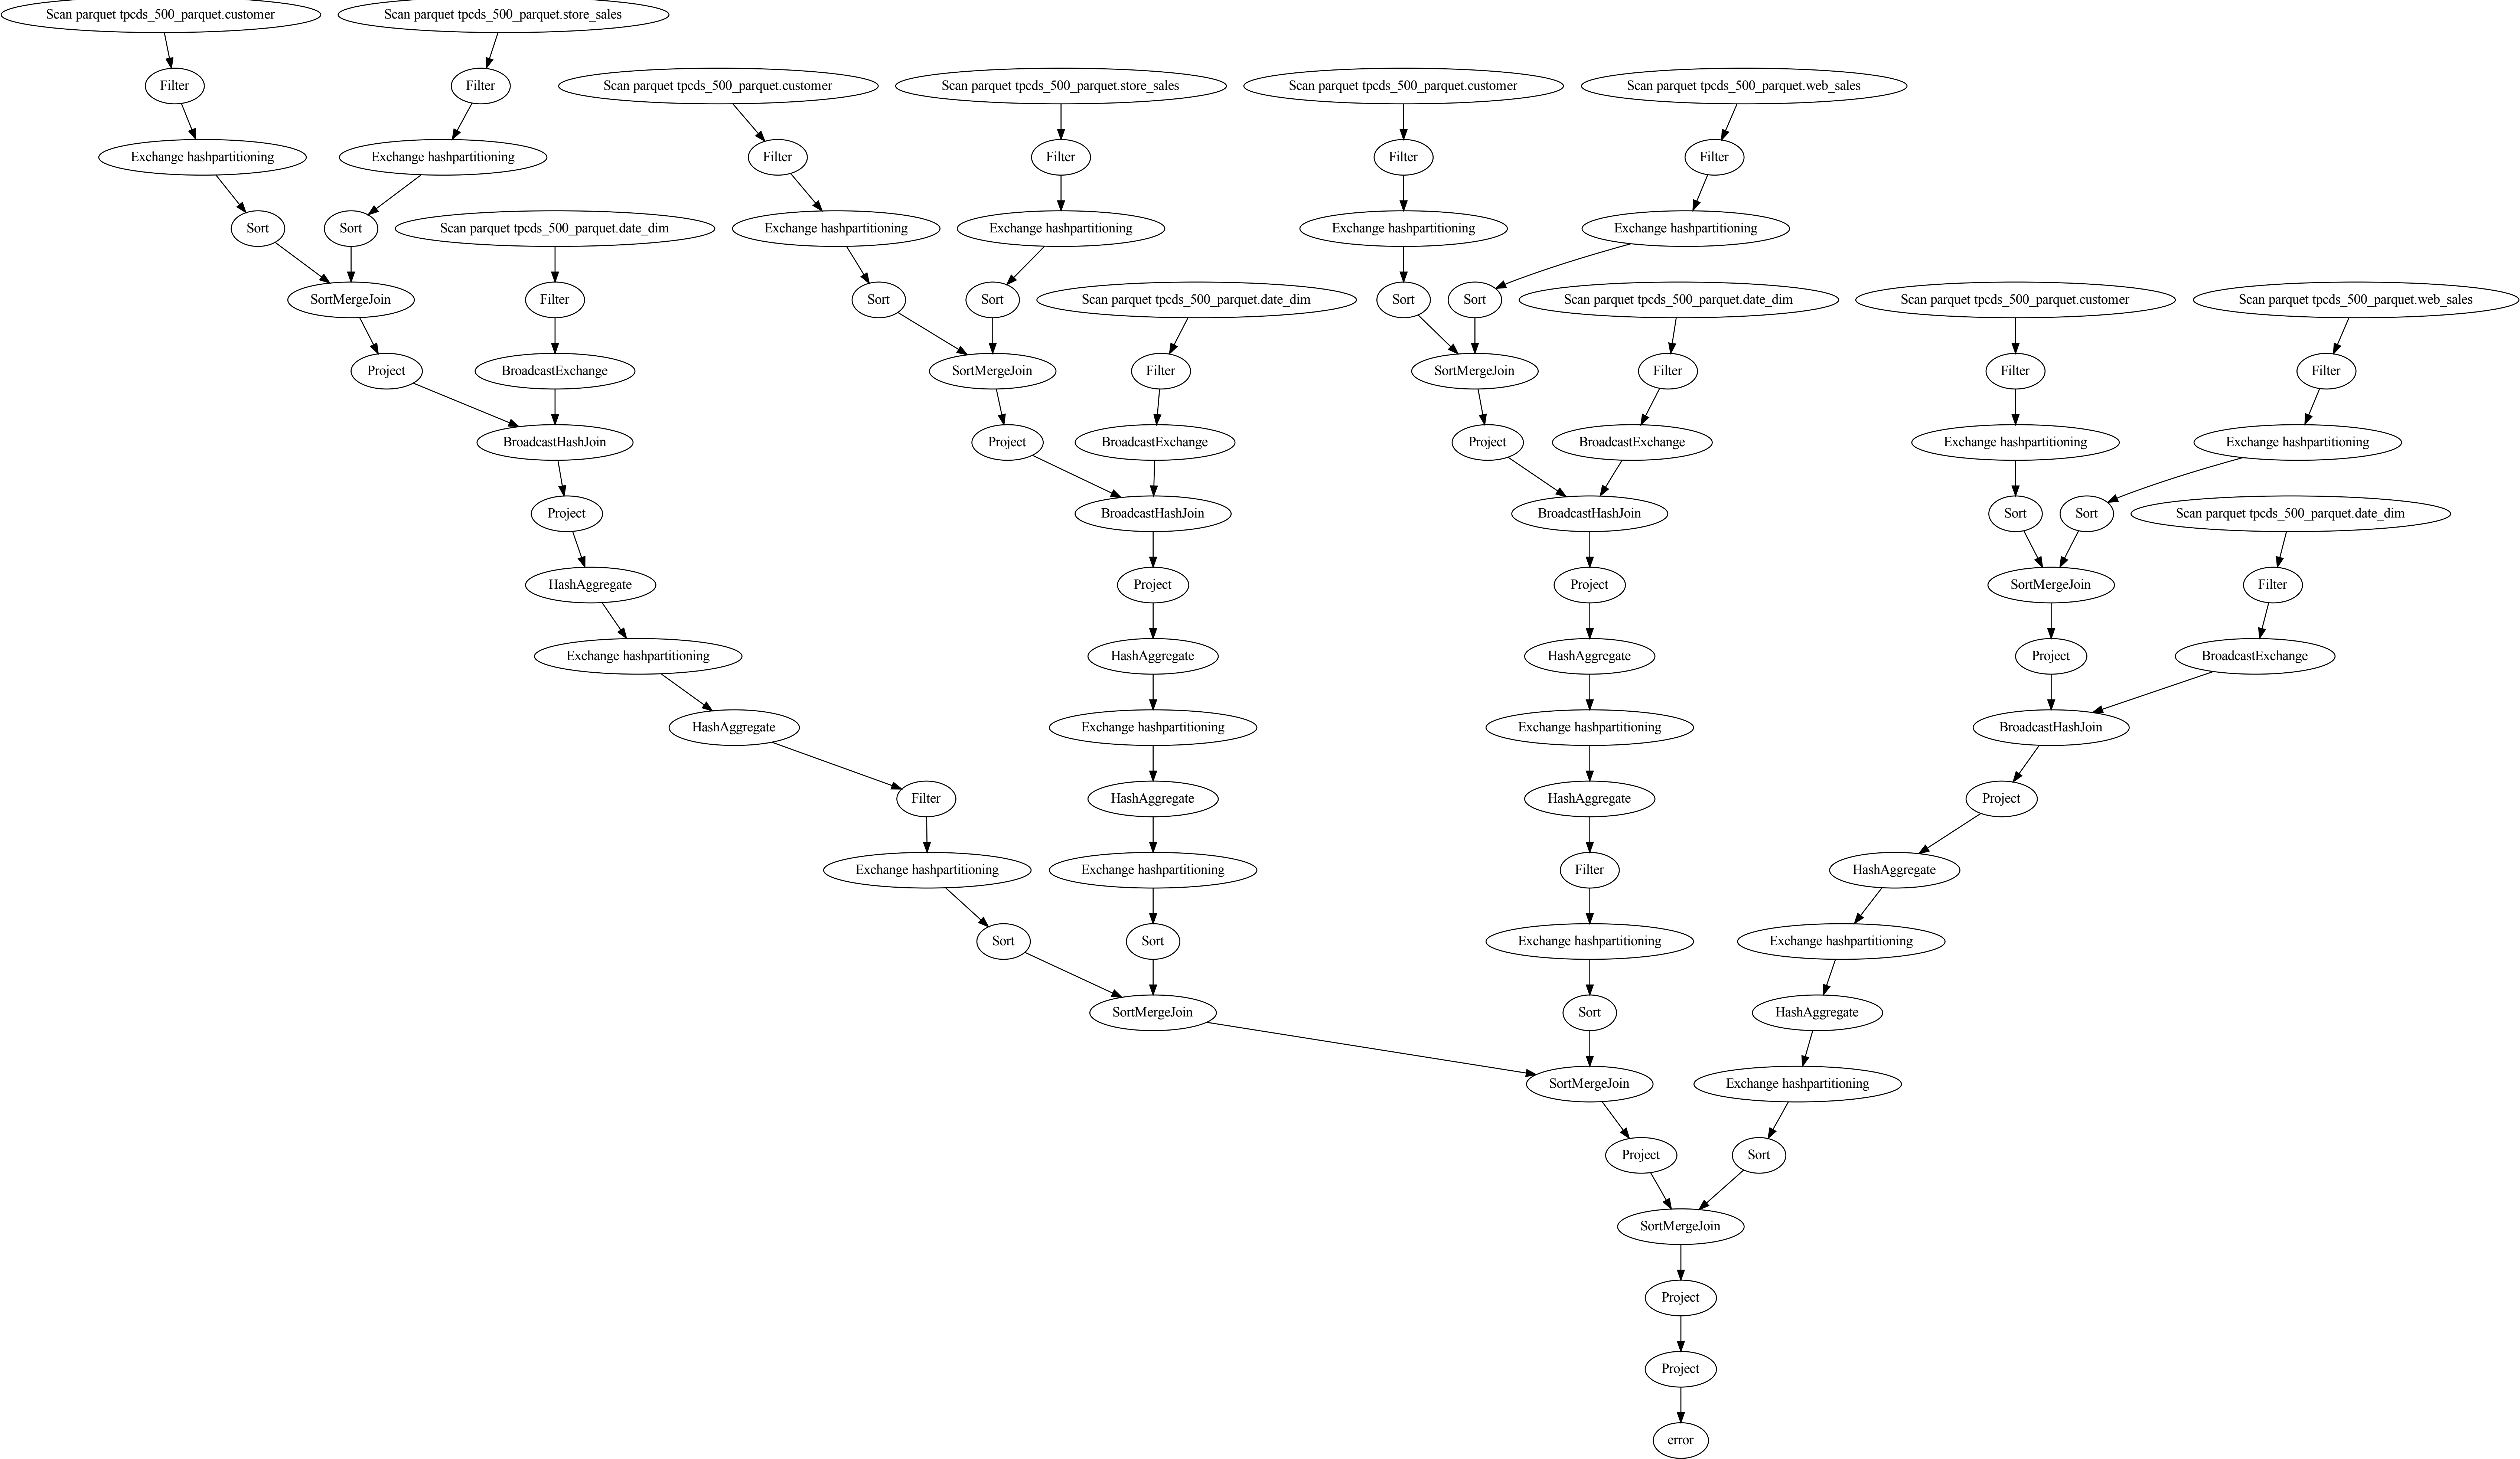 Scan parquet tpcds_500_parquet.customer
Scan parquet tpcds_500_parquet.store_sales
Filter
Filter
Scan parquet tpcds_500_parquet.customer
Scan parquet tpcds_500_parquet.store_sales
Scan parquet tpcds_500_parquet.customer
Scan parquet tpcds_500_parquet.web_sales
Exchange hashpartitioning
Exchange hashpartitioning
Filter
Filter
Filter
Filter
Sort
Sort
Scan parquet tpcds_500_parquet.date_dim
Exchange hashpartitioning
Exchange hashpartitioning
Exchange hashpartitioning
Exchange hashpartitioning
SortMergeJoin
Filter
Sort
Sort
Scan parquet tpcds_500_parquet.date_dim
Sort
Sort
Scan parquet tpcds_500_parquet.date_dim
Scan parquet tpcds_500_parquet.customer
Scan parquet tpcds_500_parquet.web_sales
Project
BroadcastExchange
SortMergeJoin
Filter
SortMergeJoin
Filter
Filter
Filter
BroadcastHashJoin
Project
BroadcastExchange
Project
BroadcastExchange
Exchange hashpartitioning
Exchange hashpartitioning
Project
BroadcastHashJoin
BroadcastHashJoin
Sort
Sort
Scan parquet tpcds_500_parquet.date_dim
HashAggregate
Project
Project
SortMergeJoin
Filter
Exchange hashpartitioning
HashAggregate
HashAggregate
Project
BroadcastExchange
HashAggregate
Exchange hashpartitioning
Exchange hashpartitioning
BroadcastHashJoin
Filter
HashAggregate
HashAggregate
Project
Exchange hashpartitioning
Exchange hashpartitioning
Filter
HashAggregate
Sort
Sort
Exchange hashpartitioning
Exchange hashpartitioning
SortMergeJoin
Sort
HashAggregate
SortMergeJoin
Exchange hashpartitioning
Project
Sort
SortMergeJoin
Project
Project
error